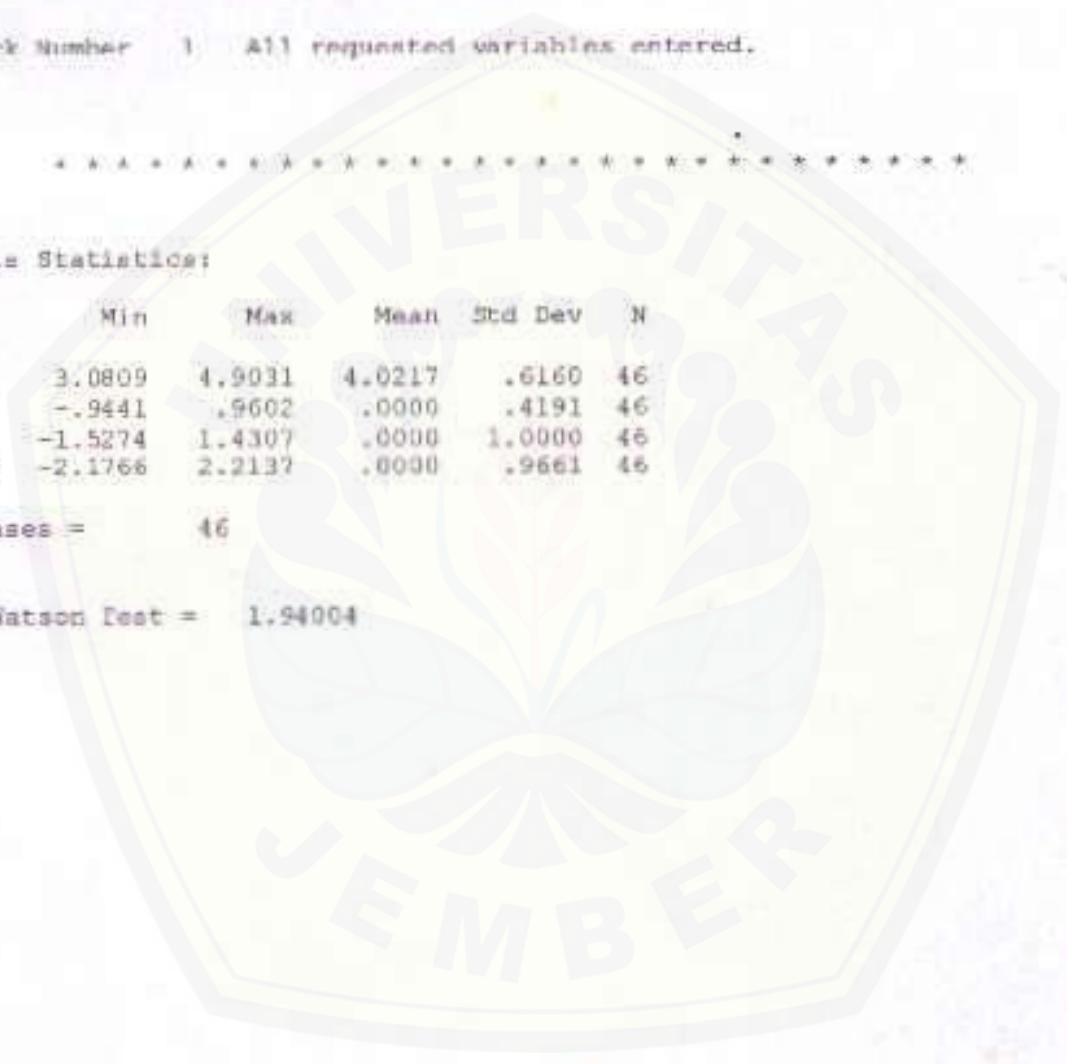 k Number 1 All requested variables entered.
* * * * * * * * * * * * * * * * * * * * * * * * * * * * *
Statistics:
Min Max Mean Std Dev N
3.0809 4.9031 4.0217 .6160 46
-.9441 .9602 .0000 .4191 46
-1.5274 1.4307 .0000 1.0000 46
-2.1766 2.2137 .0000 .9661 46
ses = 46
Watson Test = 1.94004
UNIVERSITAS
JEMBER